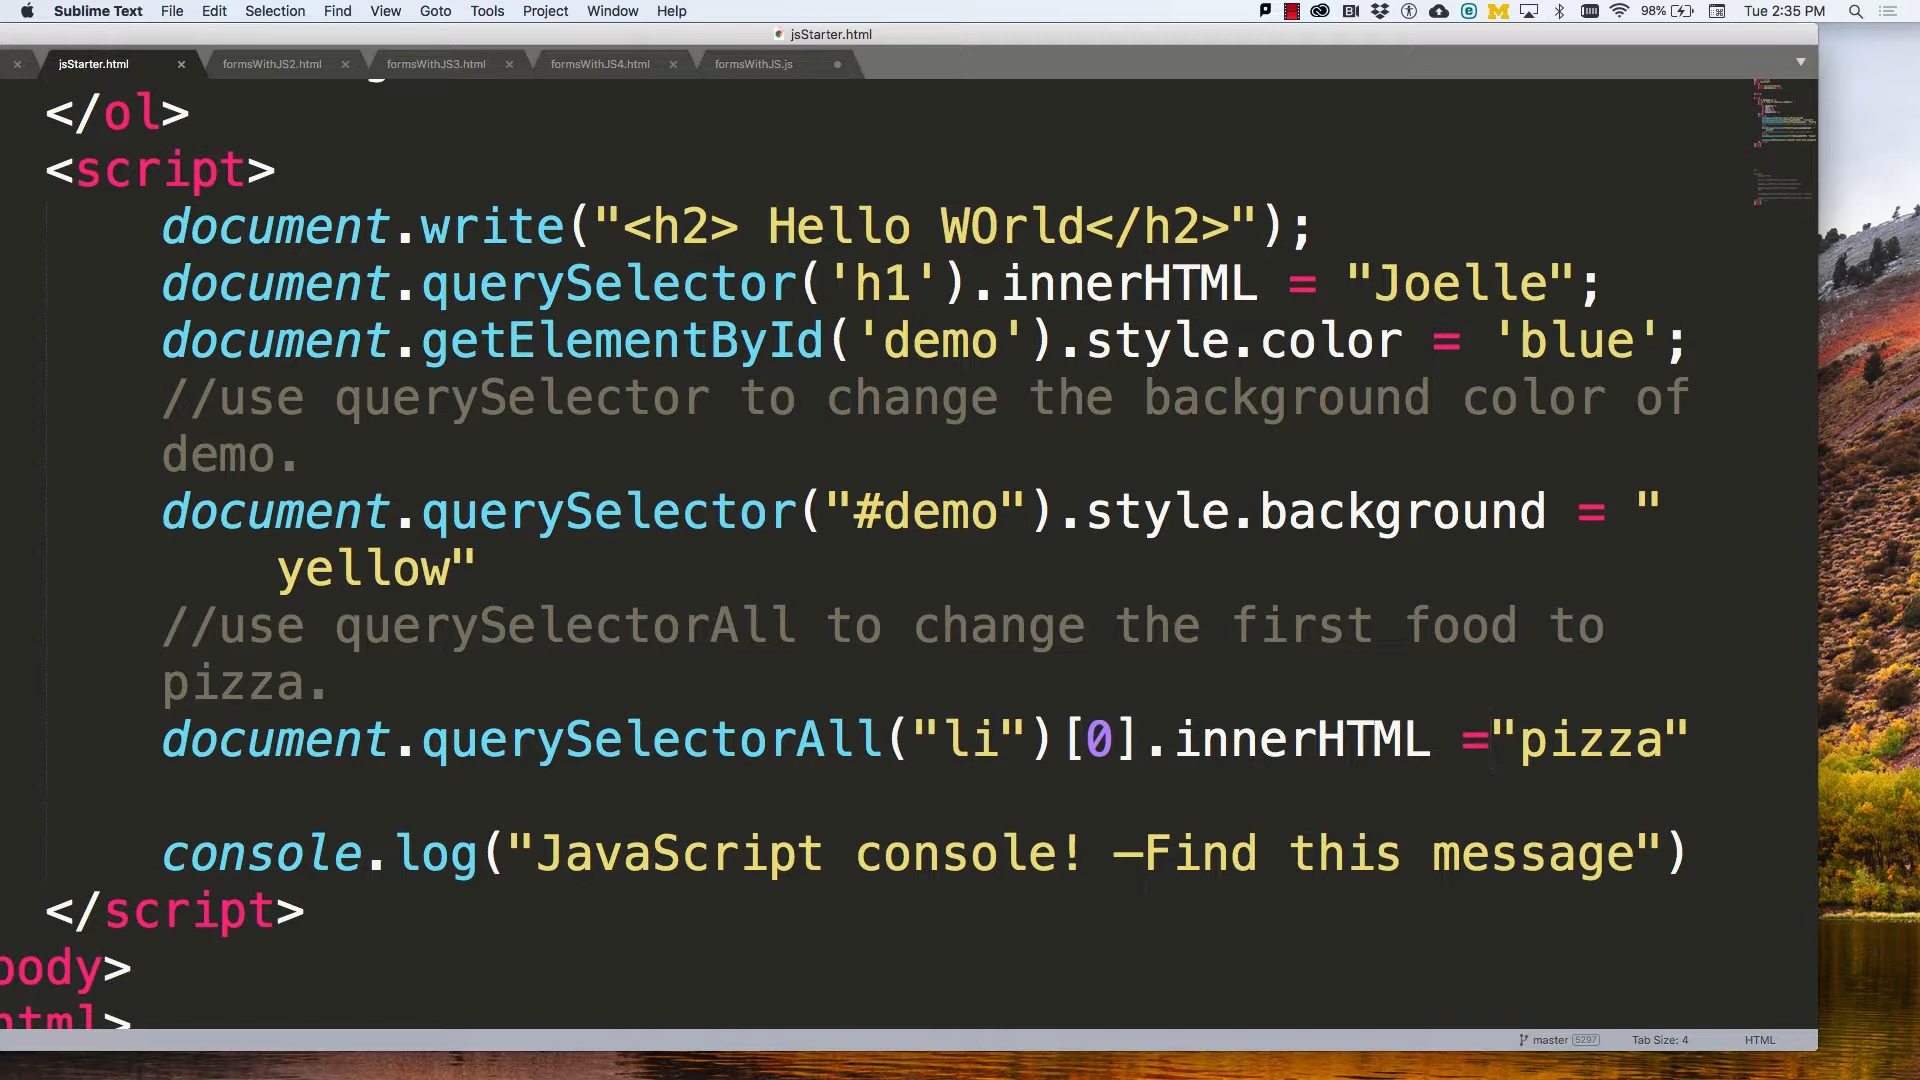 Sublime Text File Edit Selection Find View Goto Tools Project Window Help 98% Tue 2:35 PM
jsStarter.html
jsStarter.html formsWithJS2.html formsWithJS3.html formsWithJS4.html formsWithJS.js
</ol>
<script>
document.write("<h2> Hello WOrld</h2>");
document.querySelector('h1').innerHTML = "Joelle";
document.getElementById('demo').style.color = 'blue';
//use querySelector to change the background color of
demo.
document.querySelector("#demo").style.background = "
yellow"
//use querySelectorAll to change the first food to
pizza.
document.querySelectorAll("li")[0].innerHTML ="pizza"
console.log("JavaScript console! –Find this message")
</script>
body>
html>
master 5297 Tab Size: 4 HTML